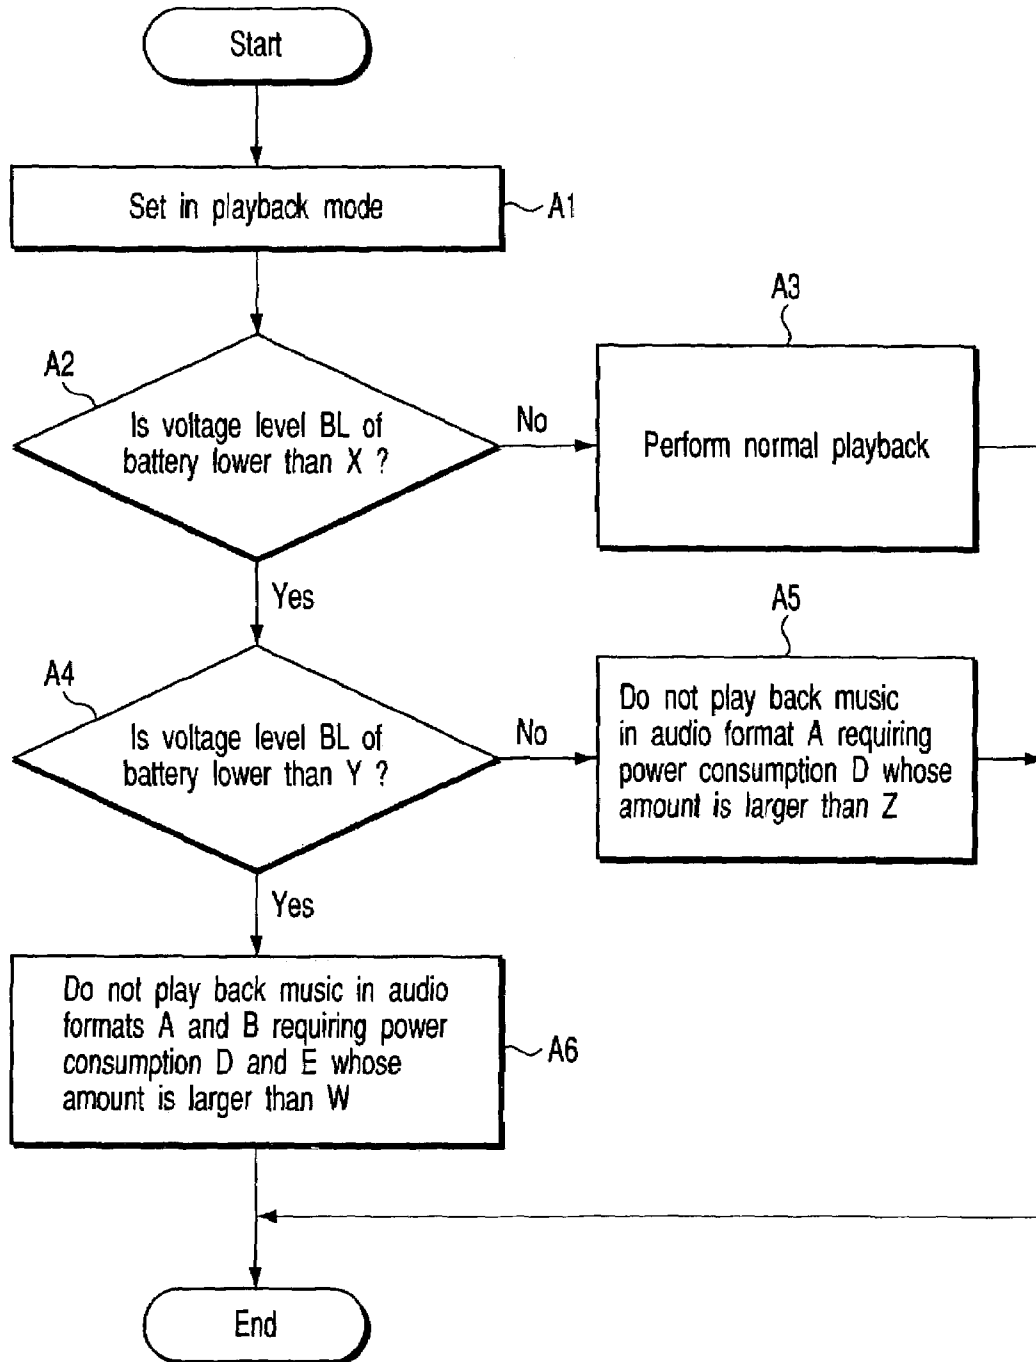 Start
Set in playback mode
A1
A2
Is voltage level BL of
battery lower than X ?
No
A3
Perform normal playback
Yes
A4
Is voltage level BL of
battery lower than Y ?
No
A5
Do not play back music
in audio format A requiring
power consumption D whose
amount is larger than Z
Yes
Do not play back music in audio
formats A and B requiring power
consumption D and E whose
amount is larger than W
A6
End